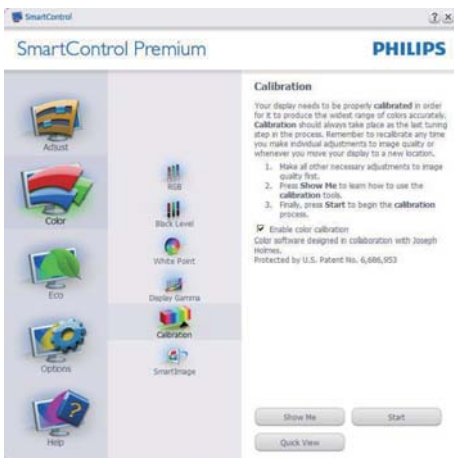 SmartControl
SmartControl Premium
PHILIPS
Adjust
Color
Eco
Options
Help
RGB
Black Level
White Point
Display Gamma
Calibration
SmartImage
Calibration
Your display needs to be properly calibrated in order
for it to produce the widest range of colors accurately.
Calibration should always take place as the last tuning
step in the process. Remember to recalibrate any time
you make individual adjustments to image quality or
whenever you move your display to a new location.
1. Make all other necessary adjustments to image
quality first.
2. Press Show Me to learn how to use the
calibration tools.
3. Finally, press Start to begin the calibration
process.
Enable color calibration
Color software designed in collaboration with Joseph
Holmes.
Protected by U.S. Patent No. 6,686,953
Show Me
Start
Quick View